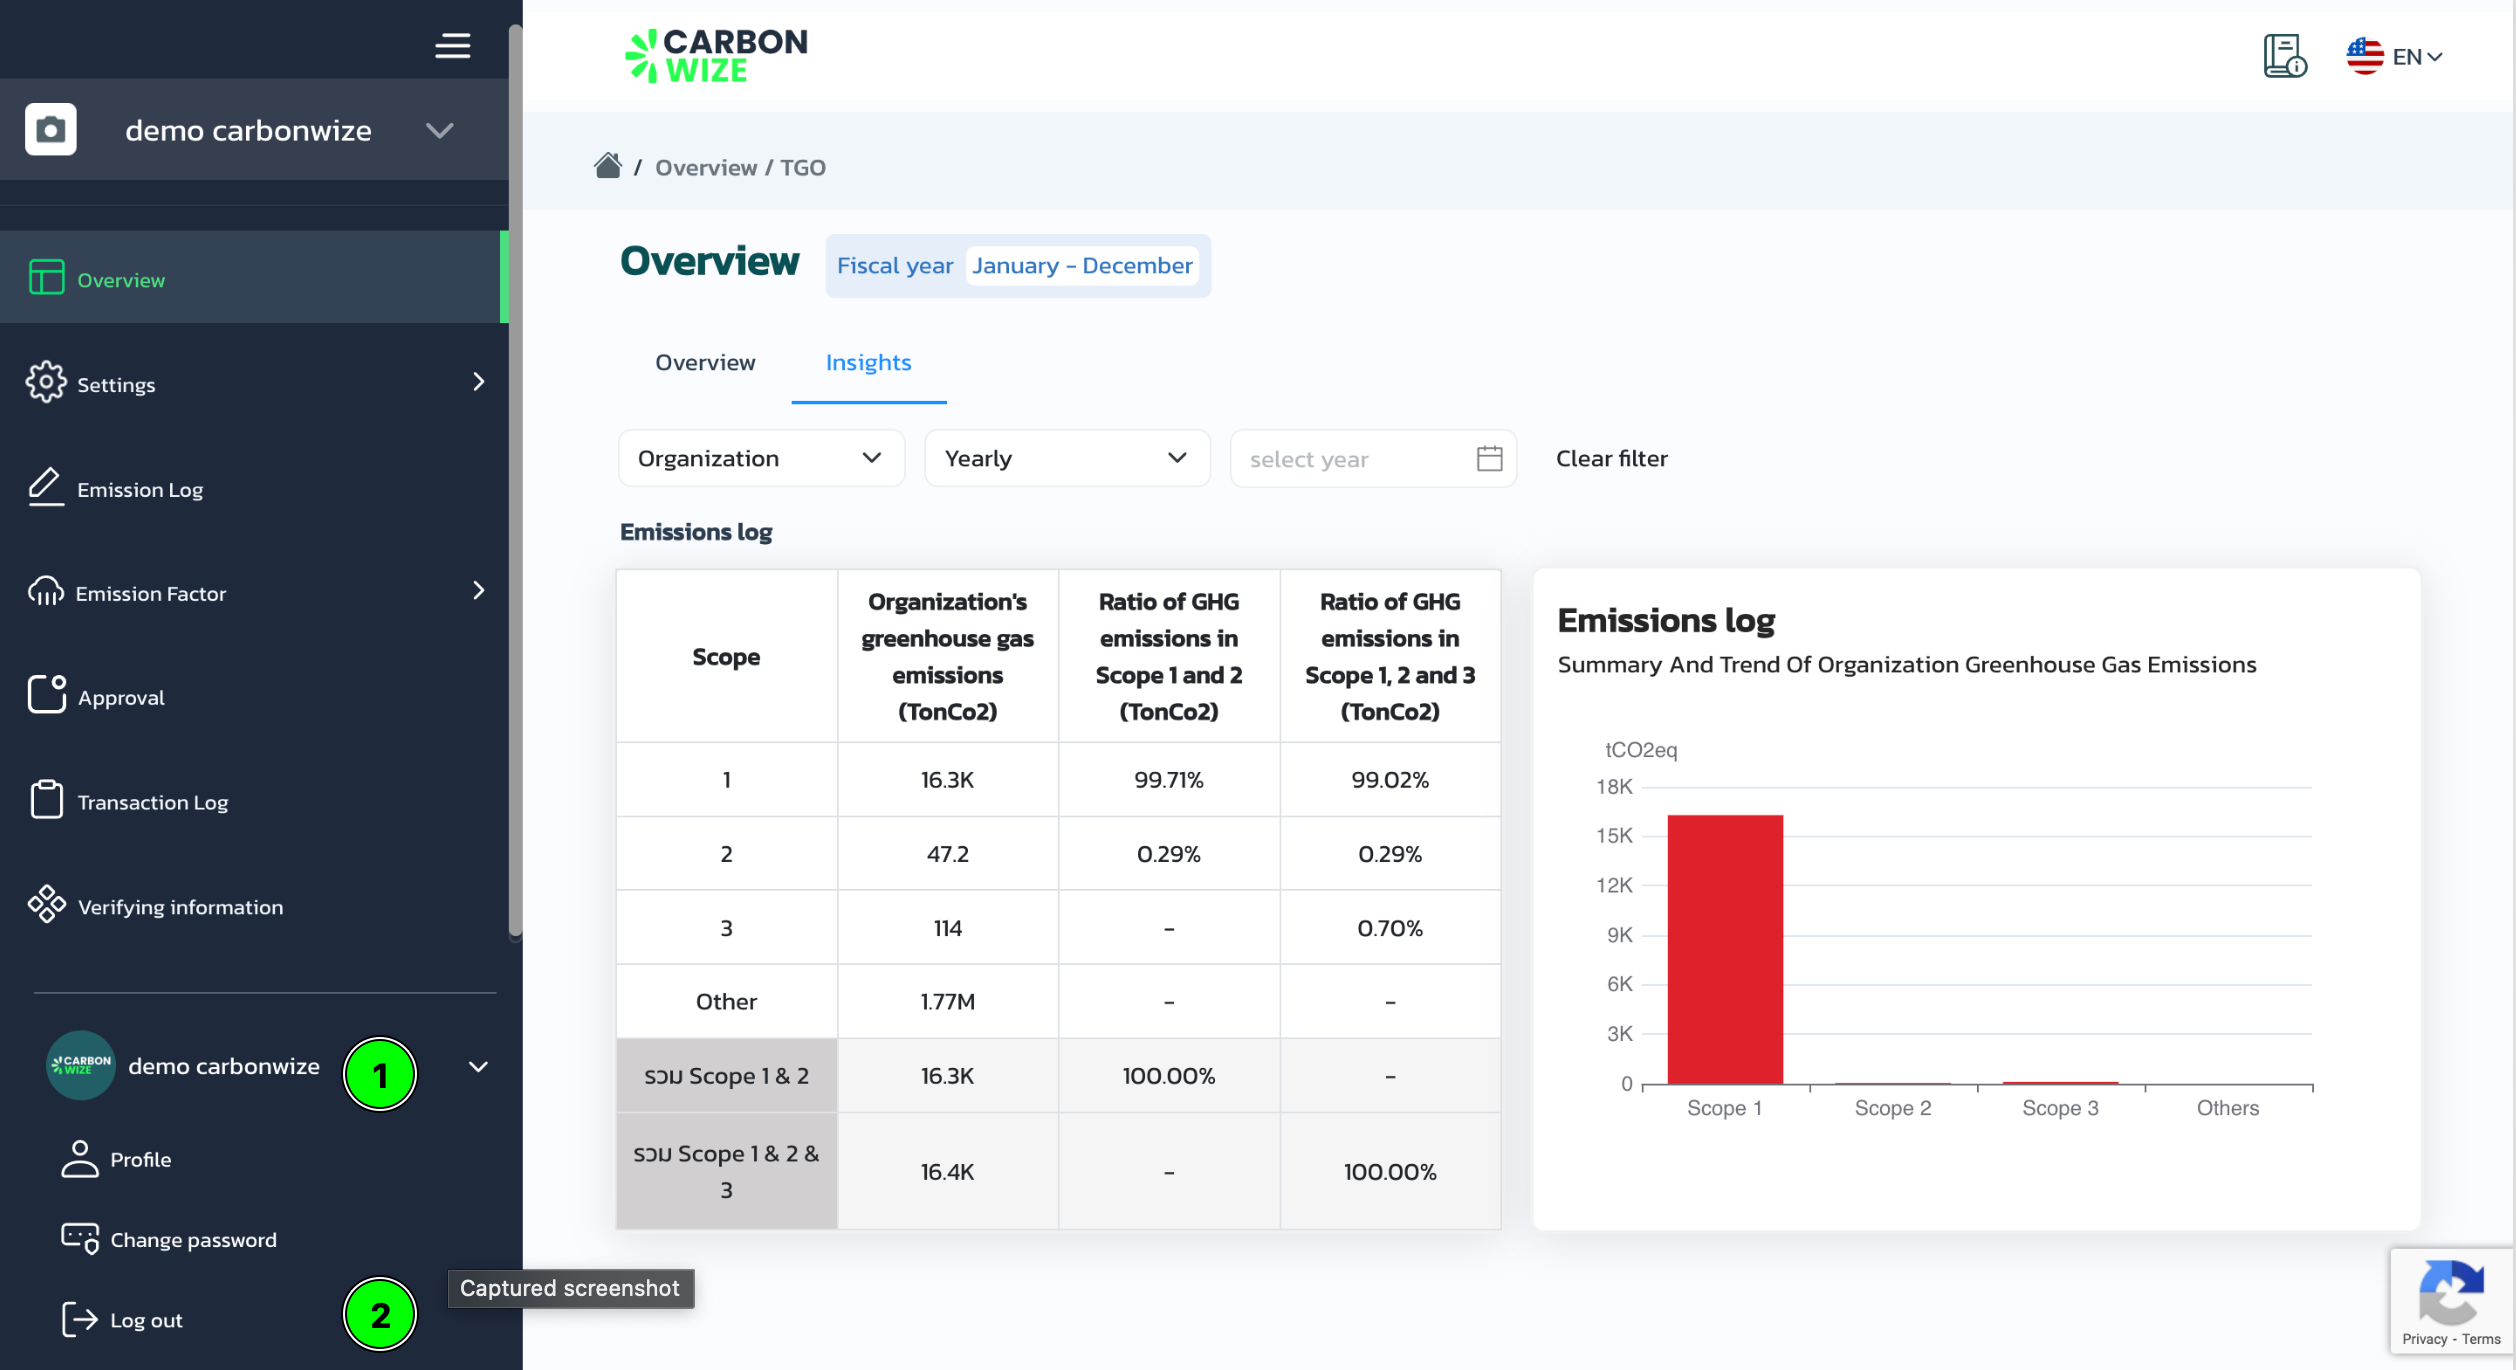 demo carbonwize
Overview
Settings
Emission Log
Emission Factor
Approval
Transaction Log
Verifying information
CARBON
WIZE
demo carbonwize
1
Profile
Change password
Log out
2
Captured screenshot
CARBON
WIZE
EN
/ Overview / TGO
Overview
Fiscal year January - December
Overview Insights
Organization Yearly select year Clear filter
Emissions log
Scope
Organization's
greenhouse gas
emissions
(TonCo2)
Ratio of GHG
emissions in
Scope 1 and 2
(TonCo2)
Ratio of GHG
emissions in
Scope 1, 2 and 3
(TonCo2)
1 16.3K 99.71% 99.02%
2 47.2 0.29% 0.29%
3 114 - 0.70%
Other 1.77M - -
รวม Scope 1 & 2 16.3K 100.00% -
รวม Scope 1 & 2 &
3
16.4K - 100.00%
Emissions log
Summary And Trend Of Organization Greenhouse Gas Emissions
tCO2eq
18K
15K
12K
9K
6K
3K
0
Scope 1 Scope 2 Scope 3 Others
Privacy - Terms